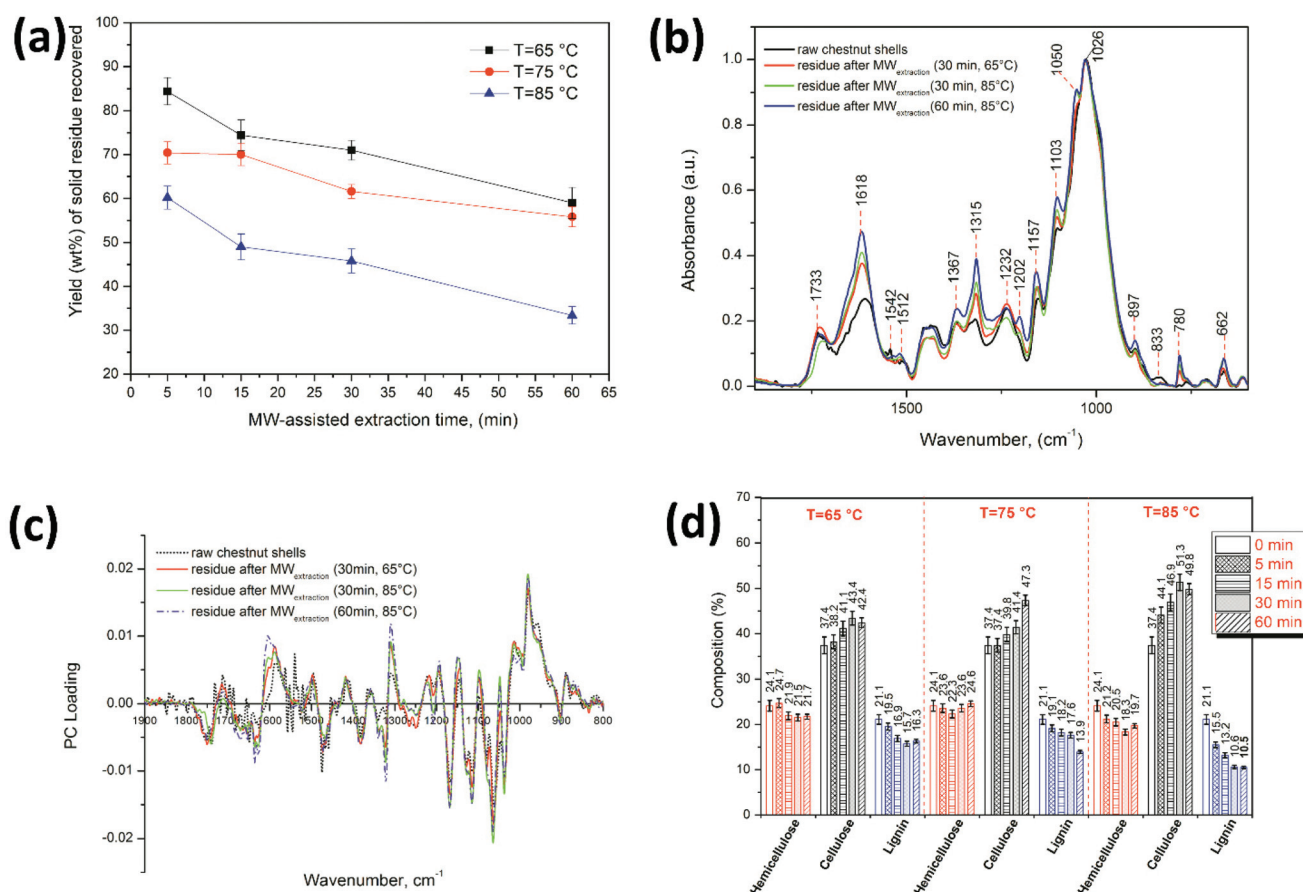 (a)
Yield (wt%) of solid residue recovered
100
90
80
70
60
50
40
30
20
T=65 °C
T=75 °C
T=85 °C
0 5 10 15 20 25 30 35 40 45 50 55 60 65
MW-assisted extraction time, (min)
(b)
Absorbance (a.u.)
1.0
0.8
0.6
0.4
0.2
0.0
raw chestnut shells
residue after MWextraction (30 min, 65°C)
residue after MWextraction (30 min, 85°C)
residue after MWextraction (60 min, 85°C)
1733
1618
1542
1512
1367
1315
1232
1202
1157
1103
1050
1026
897
833
780
662
1500 1000
Wavenumber, (cm-1)
(c)
PC Loading
0.02
0.01
0.00
-0.01
-0.02
raw chestnut shells
residue after MWextraction (30min, 65°C)
residue after MWextraction (30min, 85°C)
residue after MWextraction (60min, 85°C)
1900 1800 1700 1600 1500 1400 1300 1200 1100 1000 900 800
Wavenumber, cm-1
(d)
Composition (%)
70
60
50
40
30
20
10
0
T=65 °C T=75 °C T=85 °C
0 min
5 min
15 min
30 min
60 min
24.1 24.7 21.9 21.5 21.7
37.4 38.2 41.1 43.4 42.4
21.1 19.5 16.9 15.7 16.3
24.1 23.6 22.3 23.6 24.6
37.4 37.4 39.8 41.4 47.3
21.1 19.1 18.2 17.6 13.9
24.1 21.2 20.5 18.3 19.7
37.4 44.1 46.9 51.3 49.8
21.1 15.5 13.2 10.6 10.5
Hemicellulose Cellulose Lignin Hemicellulose Cellulose Lignin Hemicellulose Cellulose Lignin